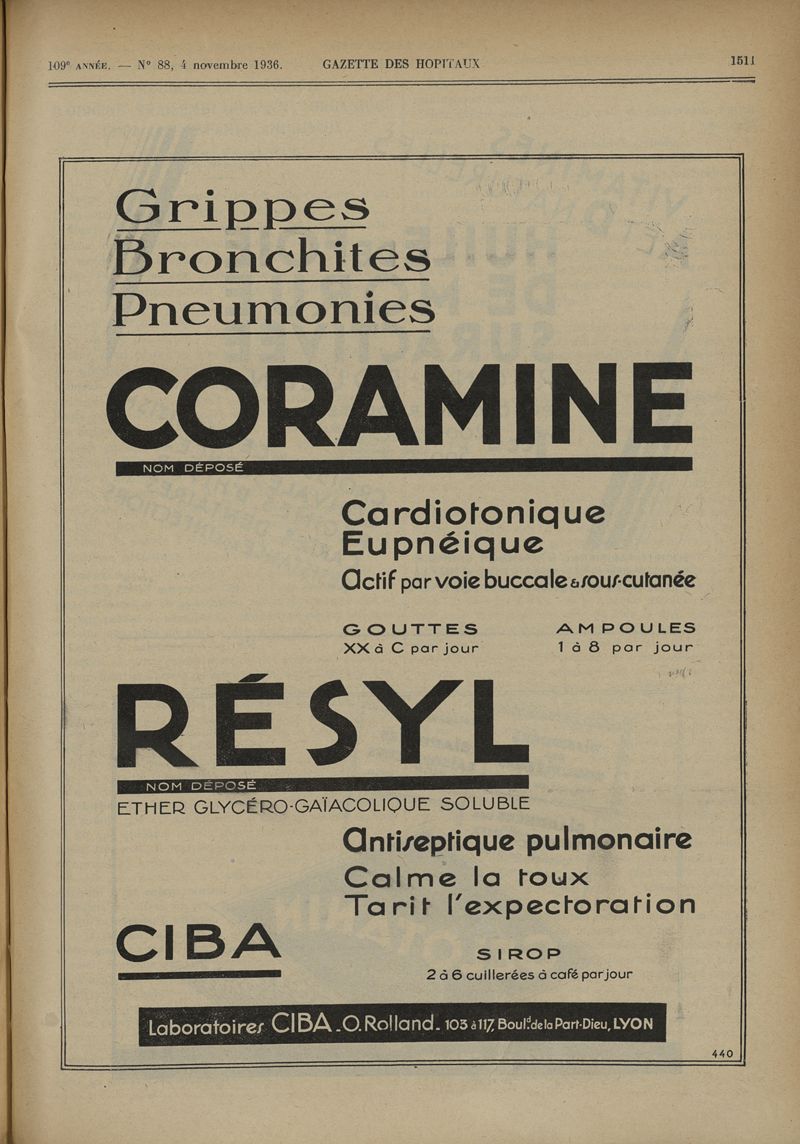 109e ANNÉE. — N° 88, 4 novembre 1936. GAZETTE DES HOPITAUX 1511
Grippes
Bronchites
Pneumonies
CORAMINE
NOM DÉPOSÉ
Cardiotonique
Eupnéique
Actif par voie buccale & sous-cutanée
GOUTTES AMPOULES
XX à C par jour 1 à 8 par jour
RÉSYL
NOM DÉPOSÉ
ETHER GLYCÉRO-GAÏACOLIQUE SOLUBLE
Antiseptique pulmonaire
Calme la toux
Tarit l'expectoration
CIBA
SIROP
2 à 6 cuillerées à café par jour
Laboratoires CIBA_O. Rolland_ 103 à 117, Boul.d de la Part-Dieu, LYON
440